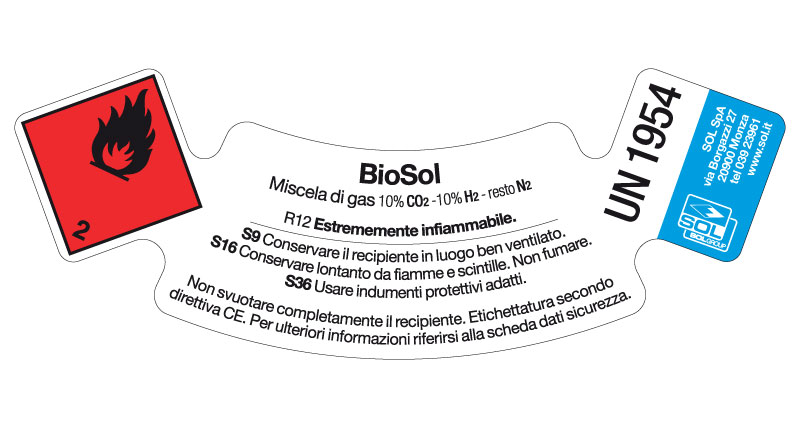 2
BioSol
Miscela di gas 10% CO2 -10% H2 - resto N2
R12 Estrememente infiammabile.
S9 Conservare il recipiente in luogo ben ventilato.
S16 Conservare lontanto da fiamme e scintille. Non fumare.
S36 Usare indumenti protettivi adatti.
Non svuotare completamente il recipiente. Etichettatura secondo
direttiva CE. Per ulteriori informazioni riferirsi alla scheda dati sicurezza.
UN 1954
SOL SpA
via Borgazzi 27
20900 Monza
tel 039 23961
www.sol.it
SOL
SOLGROUP